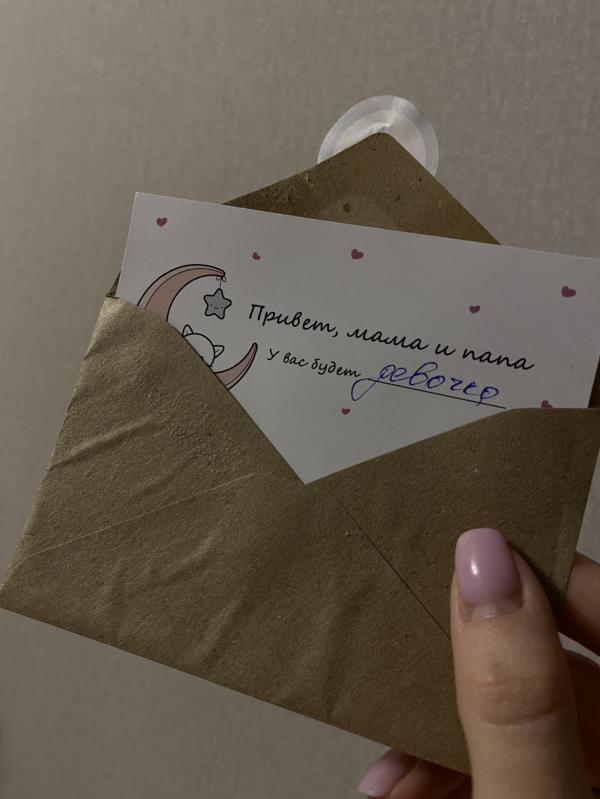 Привет, мама и папа
У вас будет девочка